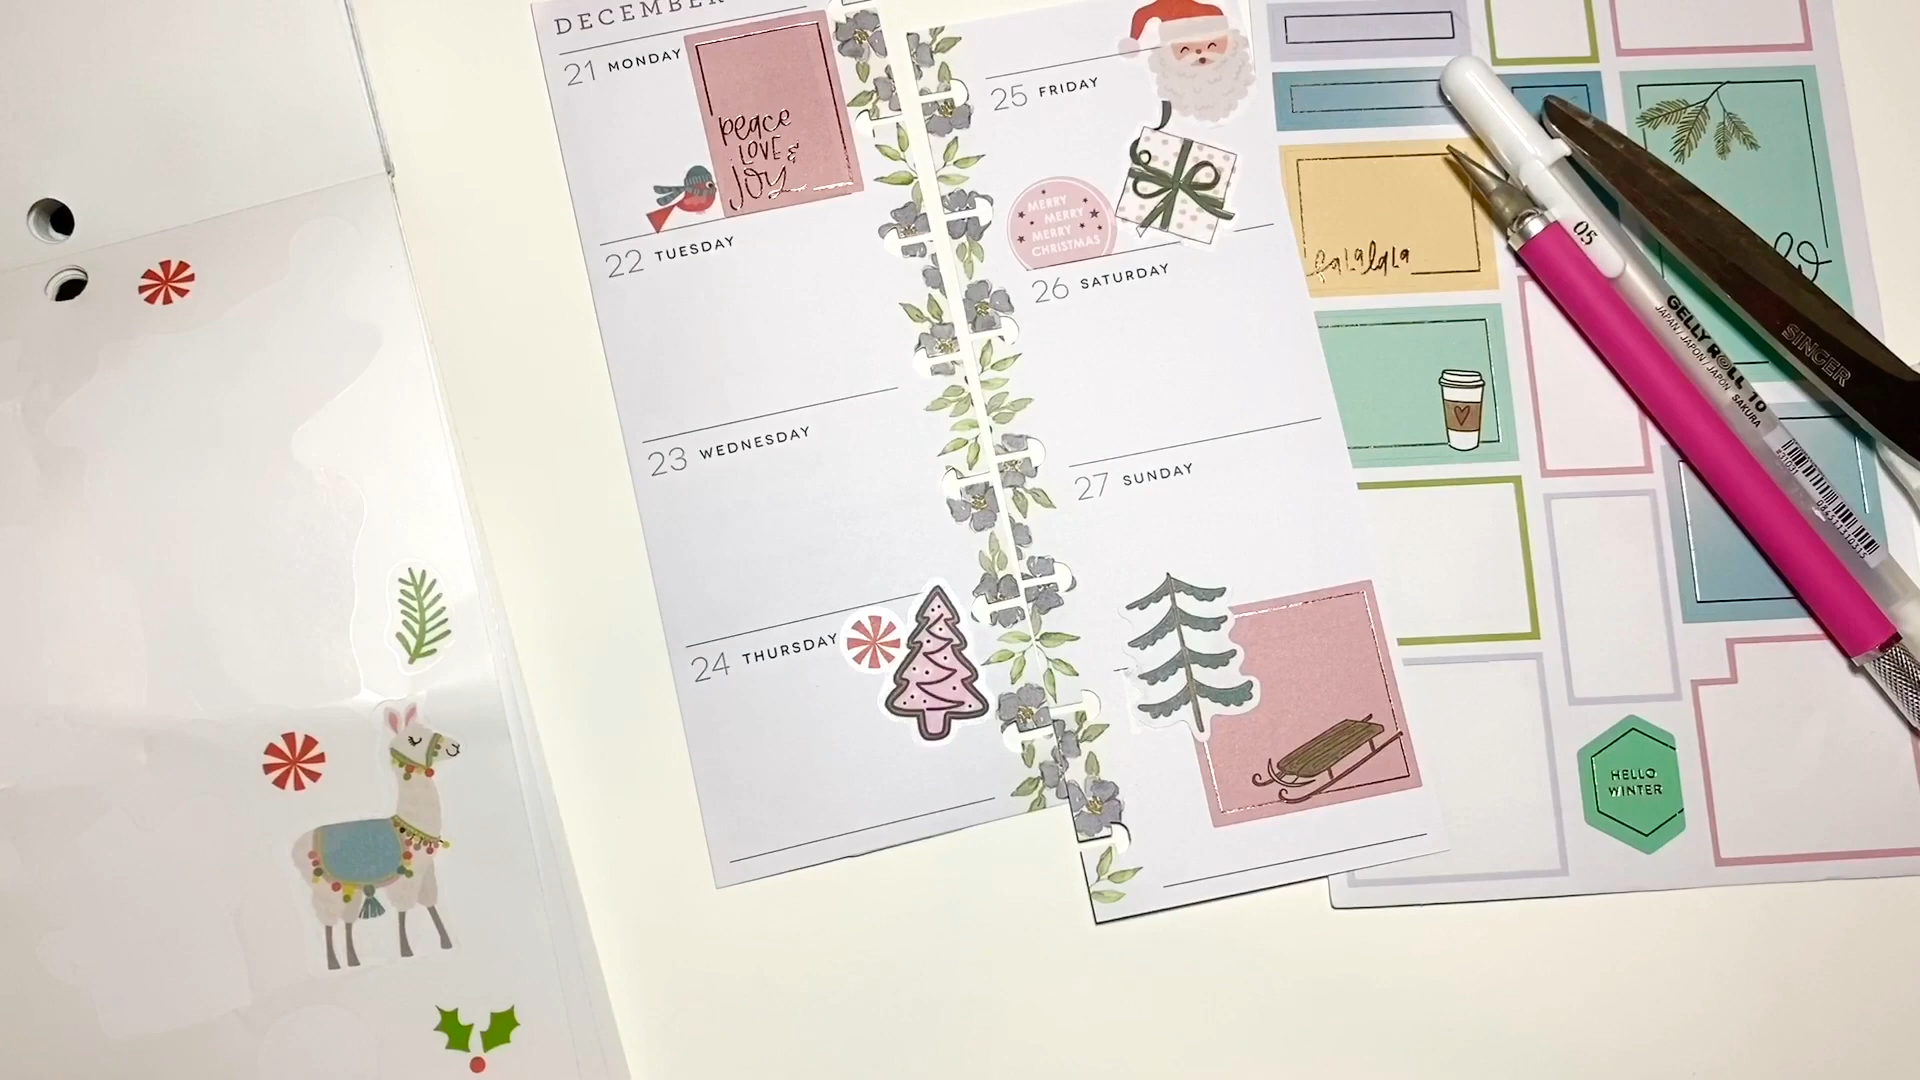 DECEMBER
21 MONDAY
peace
LOVE &
joy
22 TUESDAY
23 WEDNESDAY
24 THURSDAY
25 FRIDAY
MERRY
MERRY
MERRY
CHRISTMAS
26 SATURDAY
27 SUNDAY
falalala
HELLO
WINTER
05
GELLY ROLL 10
JAPAN / JAPON / JAPÓN SAKURA
SINGER